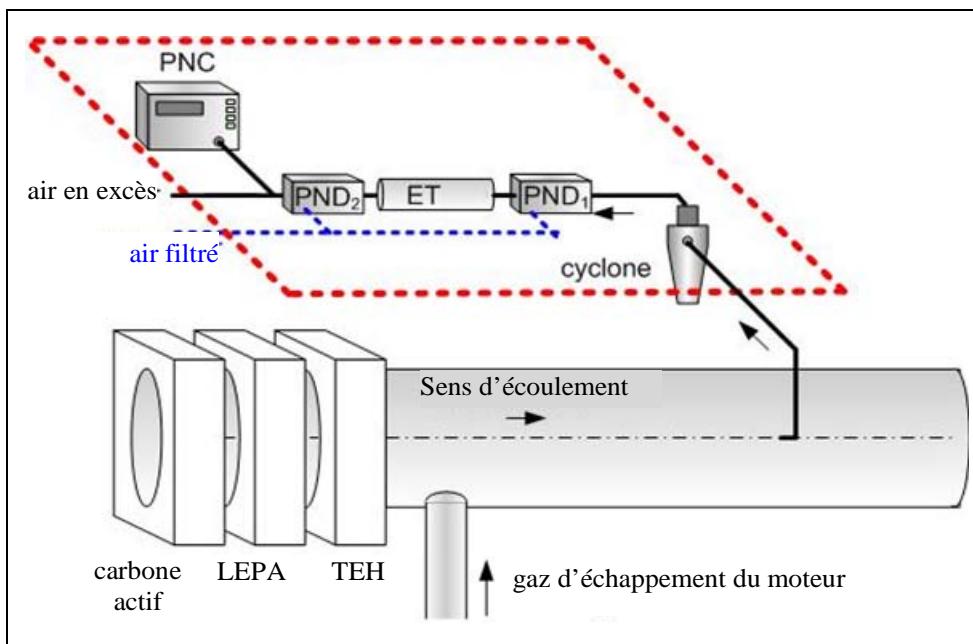 PNC
air en excès
PND₂
ET
PND₁
air filtré
cyclone
Sens d'écoulement
carbone
actif
LEPA
TEH
gaz d'échappement du moteur